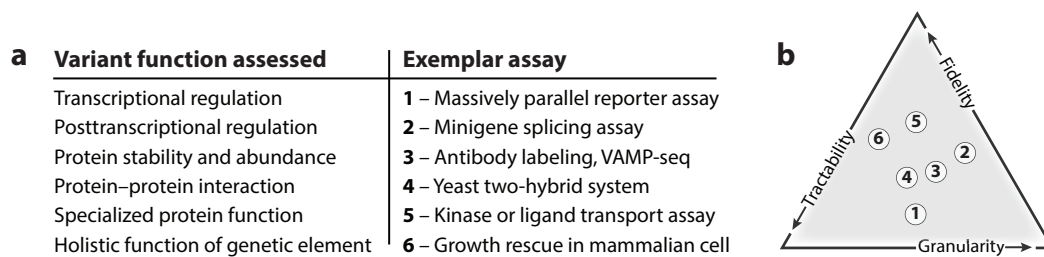 a
Variant function assessed Exemplar assay
Transcriptional regulation 1 – Massively parallel reporter assay
Posttranscriptional regulation 2 – Minigene splicing assay
Protein stability and abundance 3 – Antibody labeling, VAMP-seq
Protein–protein interaction 4 – Yeast two-hybrid system
Specialized protein function 5 – Kinase or ligand transport assay
Holistic function of genetic element 6 – Growth rescue in mammalian cell
b
Fidelity
5
6
2
3
4
1
Tractability
Granularity